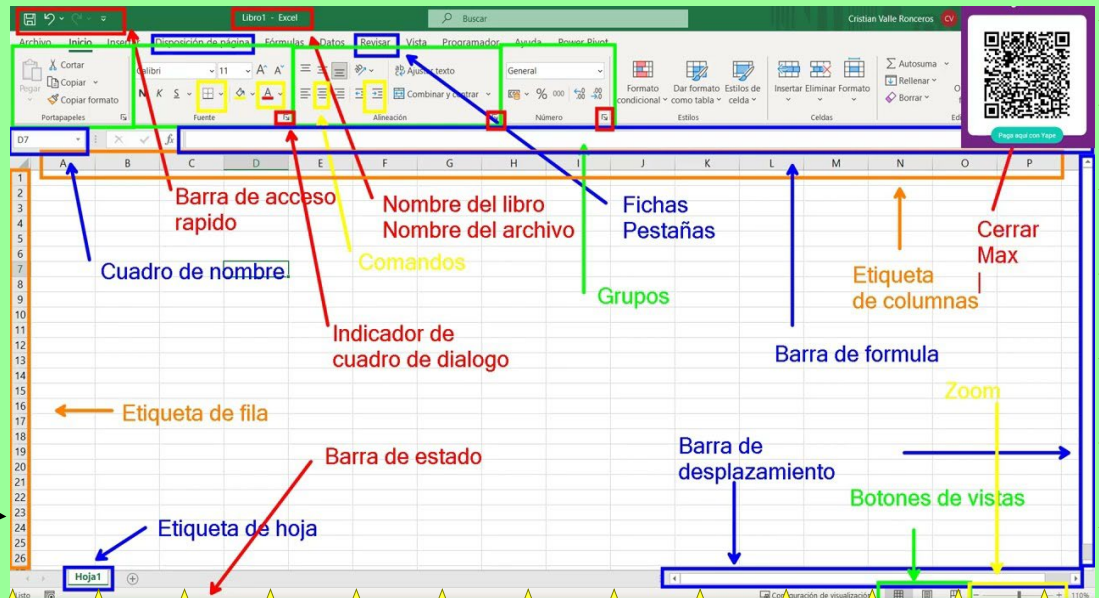 Libro1 - Excel
Buscar
Cristian Valle Ronceros
CV
Archivo Inicio Disposición de página Fórmulas Datos Revisar Vista Programador Ayuda Power Pivot
Cortar
Copiar
Copiar formato
Pegar
Portapapeles
Calibri
11
N K S
Fuente
Ajustar texto
Combinar y centrar
Alineación
General
% 000
Número
Formato condicional
Dar formato como tabla
Estilos de celda
Estilos
Insertar Eliminar Formato
Celdas
Autosuma
Rellenar
Borrar
Paga aquí con Yape
D7
fx
A B C D E F G H I J K L M N O P
1
2
3
4
5
6
7
8
9
10
11
12
13
14
15
16
17
18
19
20
21
22
23
24
25
26
Barra de acceso
rapido
Nombre del libro
Nombre del archivo
Fichas
Pestañas
Cerrar
Max
|
Cuadro de nombre
Comandos
Etiqueta
de columnas
Grupos
Indicador de
cuadro de dialogo
Barra de formula
Zoom
Etiqueta de fila
Barra de
desplazamiento
Barra de estado
Botones de vistas
Etiqueta de hoja
Hoja1
Listo
Configuración de visualización
110%